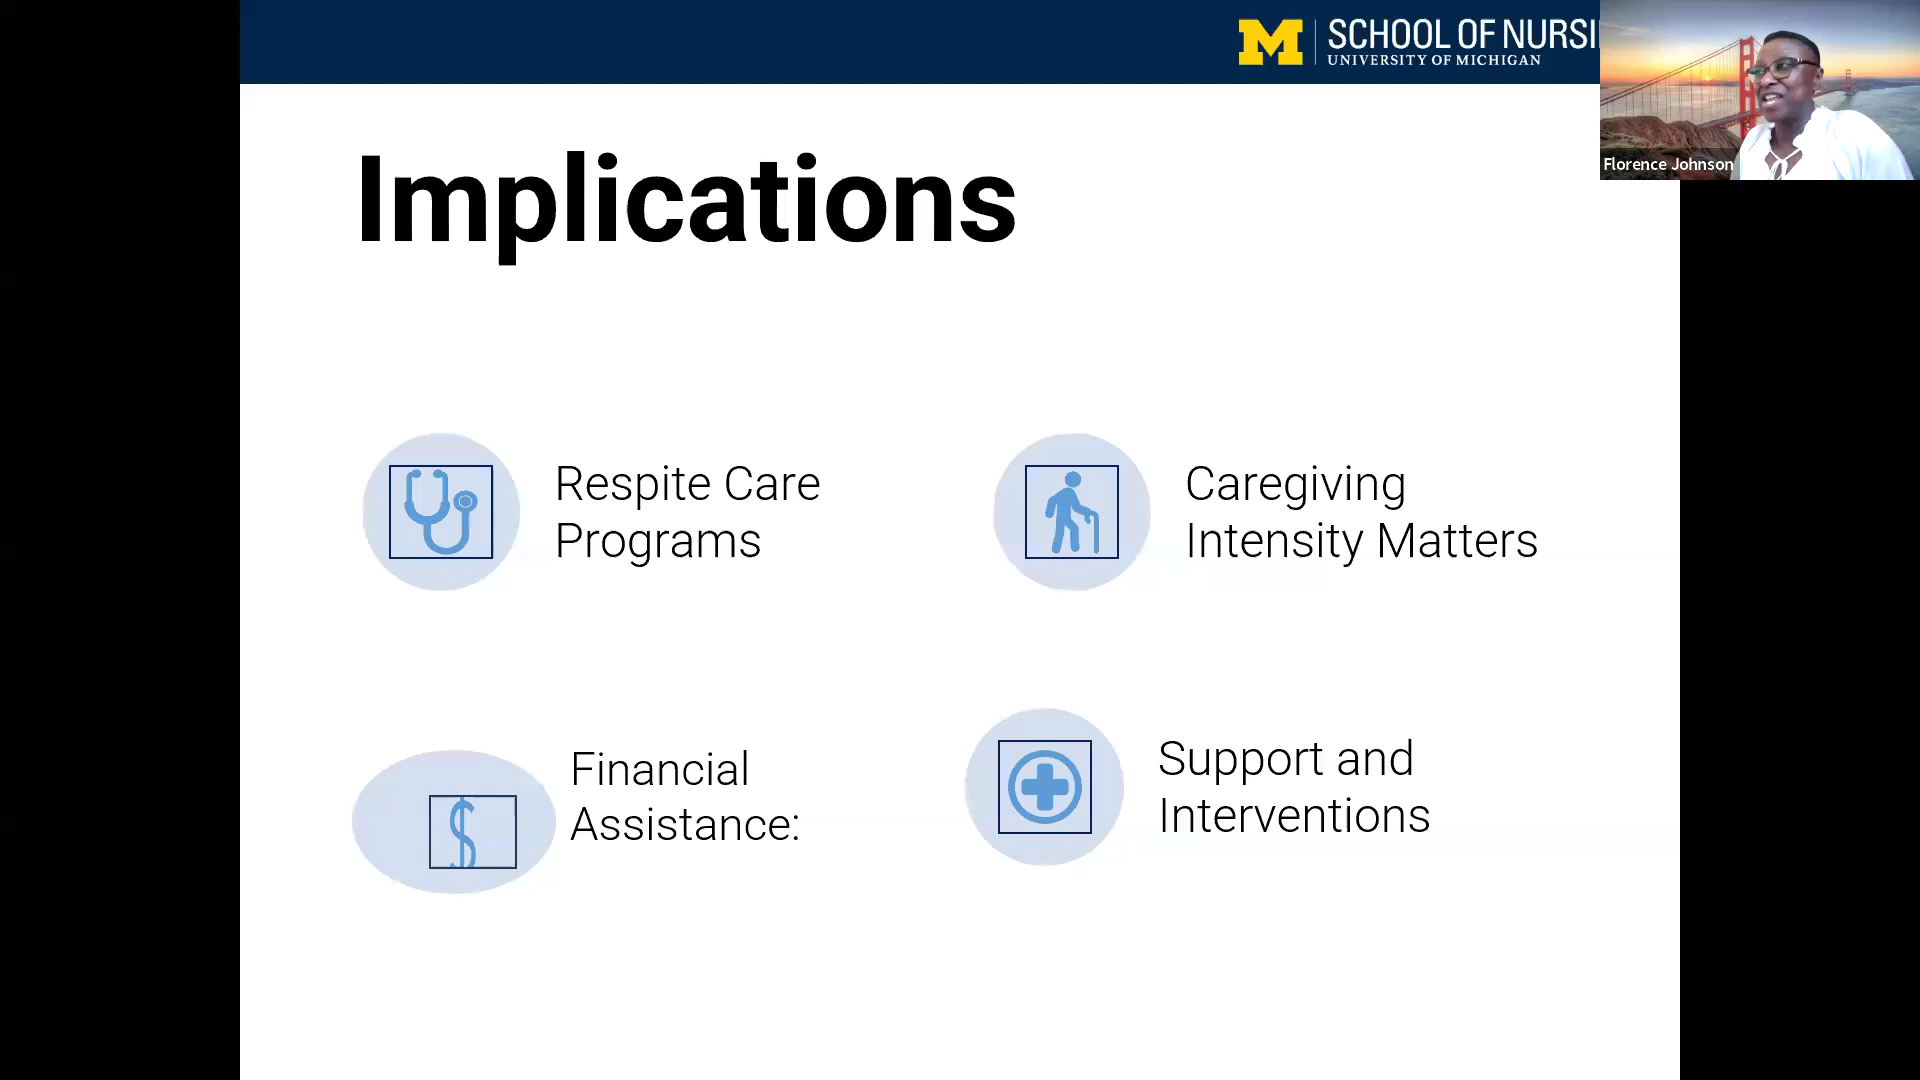 SCHOOL OF NURSI
UNIVERSITY OF MICHIGAN
Florence Johnson
Implications
Respite Care
Programs
Caregiving
Intensity Matters
Financial
Assistance:
Support and
Interventions